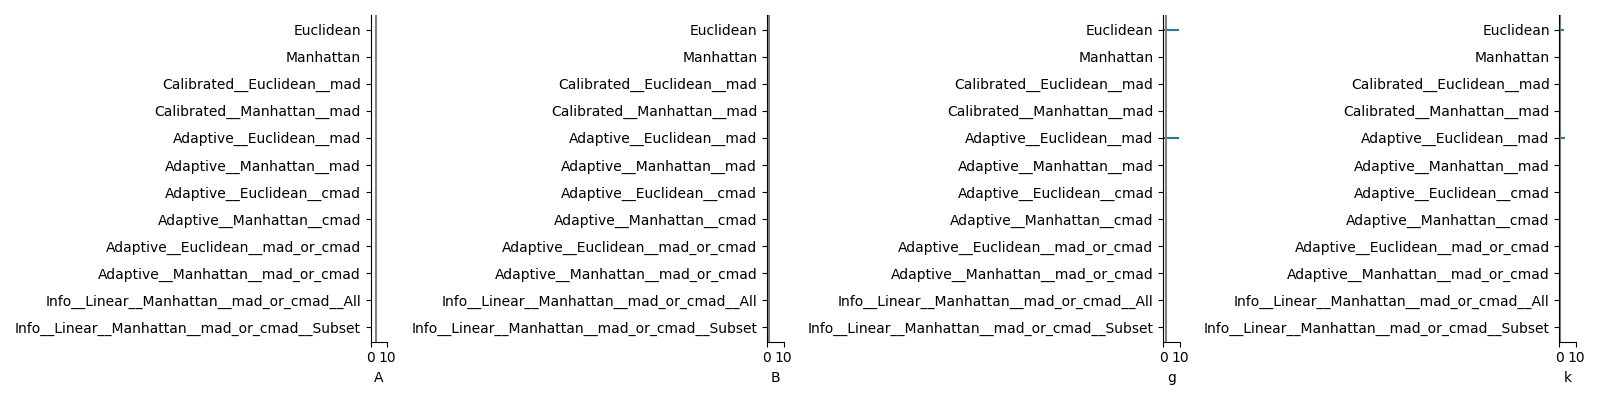 Euclidean
Manhattan
Calibrated__Euclidean__mad
Calibrated__Manhattan__mad
Adaptive__Euclidean__mad
Adaptive__Manhattan__mad
Adaptive__Euclidean__cmad
Adaptive__Manhattan__cmad
Adaptive__Euclidean__mad_or_cmad
Adaptive__Manhattan__mad_or_cmad
Info__Linear__Manhattan__mad_or_cmad__All
Info__Linear__Manhattan__mad_or_cmad__Subset
0 10
A
Euclidean
Manhattan
Calibrated__Euclidean__mad
Calibrated__Manhattan__mad
Adaptive__Euclidean__mad
Adaptive__Manhattan__mad
Adaptive__Euclidean__cmad
Adaptive__Manhattan__cmad
Adaptive__Euclidean__mad_or_cmad
Adaptive__Manhattan__mad_or_cmad
Info__Linear__Manhattan__mad_or_cmad__All
Info__Linear__Manhattan__mad_or_cmad__Subset
0 10
B
Euclidean
Manhattan
Calibrated__Euclidean__mad
Calibrated__Manhattan__mad
Adaptive__Euclidean__mad
Adaptive__Manhattan__mad
Adaptive__Euclidean__cmad
Adaptive__Manhattan__cmad
Adaptive__Euclidean__mad_or_cmad
Adaptive__Manhattan__mad_or_cmad
Info__Linear__Manhattan__mad_or_cmad__All
Info__Linear__Manhattan__mad_or_cmad__Subset
0 10
g
Euclidean
Manhattan
Calibrated__Euclidean__mad
Calibrated__Manhattan__mad
Adaptive__Euclidean__mad
Adaptive__Manhattan__mad
Adaptive__Euclidean__cmad
Adaptive__Manhattan__cmad
Adaptive__Euclidean__mad_or_cmad
Adaptive__Manhattan__mad_or_cmad
Info__Linear__Manhattan__mad_or_cmad__All
Info__Linear__Manhattan__mad_or_cmad__Subset
0 10
k